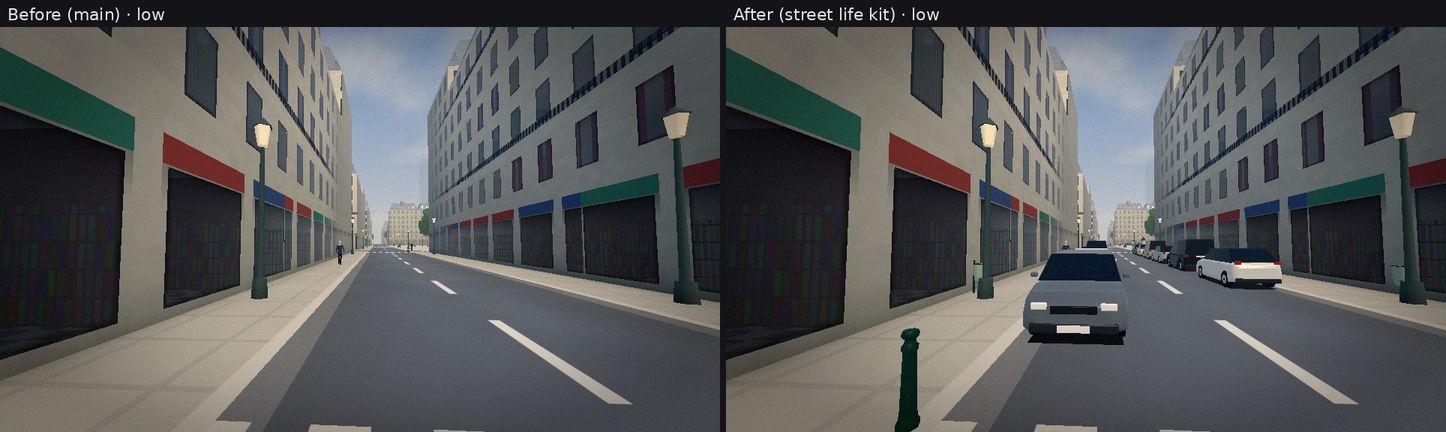 Before (main) · low
After (street life kit) · low